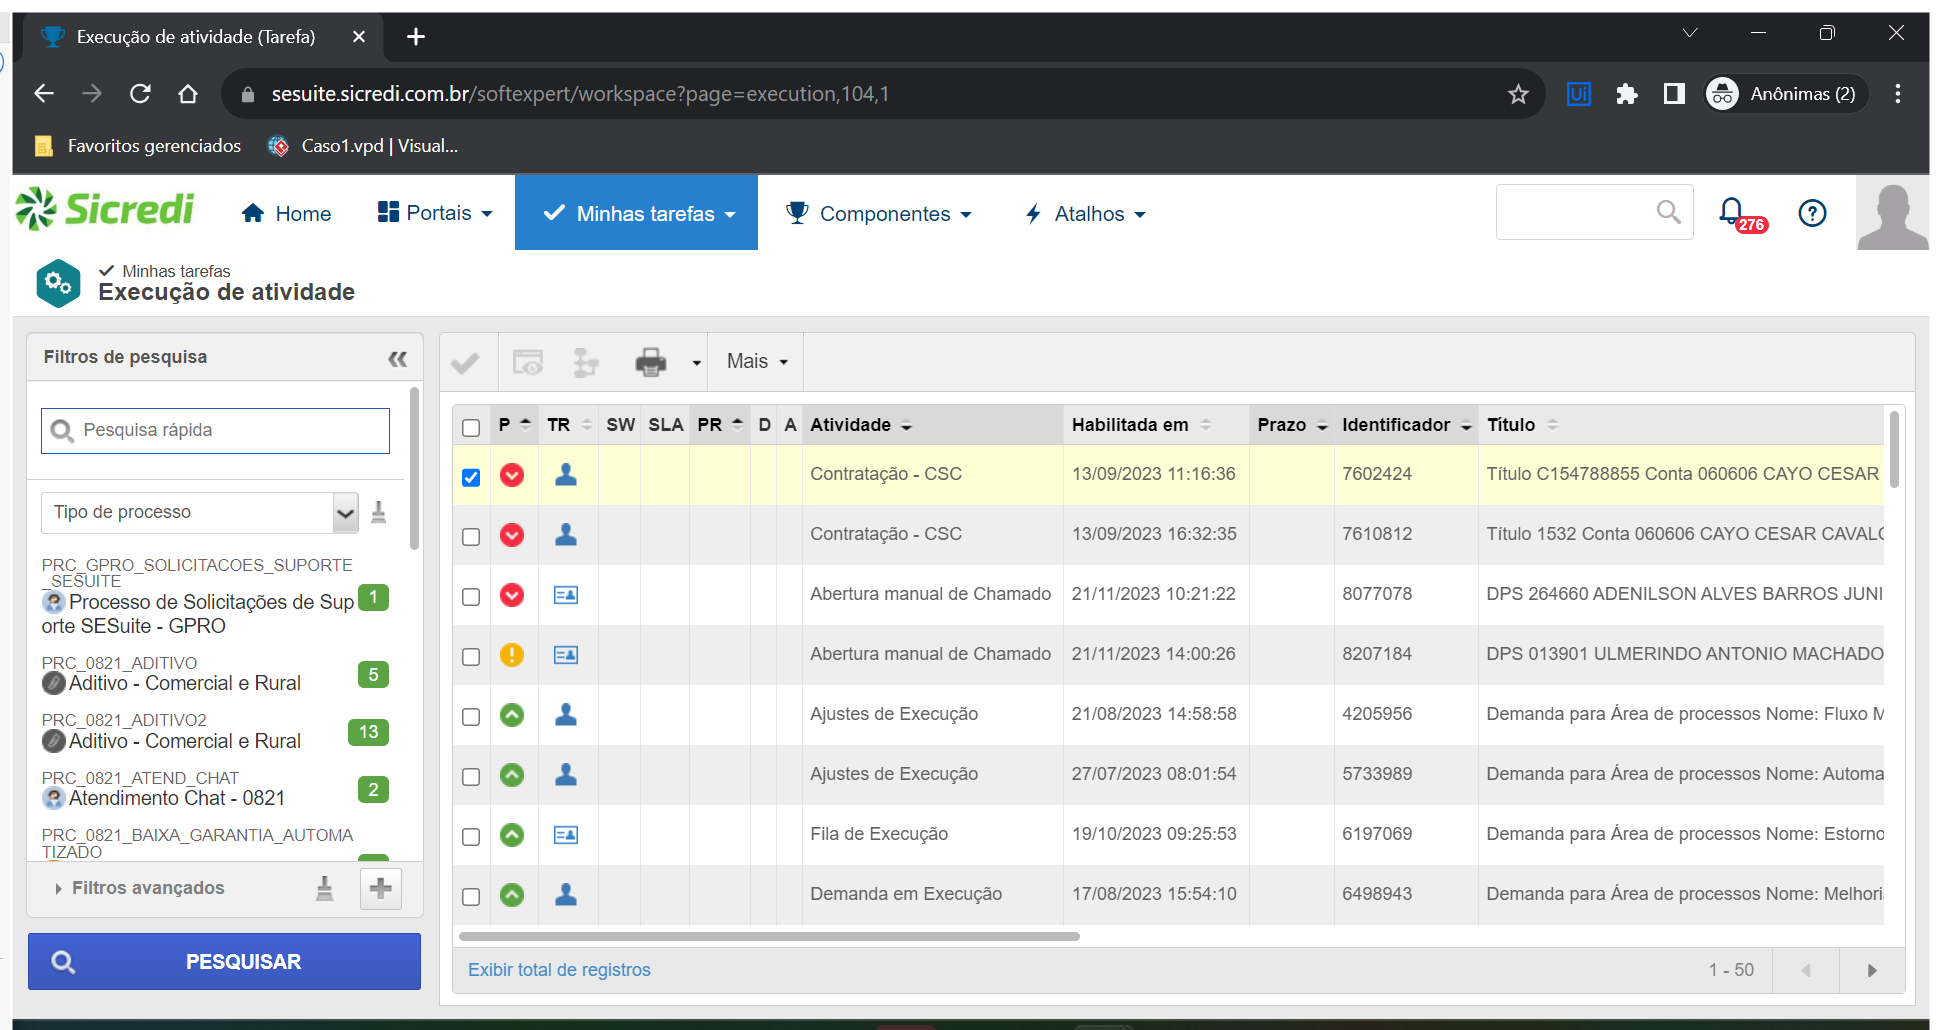 Execução de atividade (Tarefa)
sesuite.sicredi.com.br/softexpert/workspace?page=execution,104,1
Ui
Anônimas (2)
Favoritos gerenciados
Caso1.vpd | Visual...
Sicredi
Home
Portais
Minhas tarefas
Componentes
Atalhos
276
Minhas tarefas
Execução de atividade
Filtros de pesquisa
Pesquisa rápida
Tipo de processo
PRC_GPRO_SOLICITACOES_SUPORTE
_SESUITE
Processo de Solicitações de Sup
orte SESuite - GPRO
1
PRC_0821_ADITIVO
Aditivo - Comercial e Rural
5
PRC_0821_ADITIVO2
Aditivo - Comercial e Rural
13
PRC_0821_ATEND_CHAT
Atendimento Chat - 0821
2
PRC_0821_BAIXA_GARANTIA_AUTOMA
TIZADO
Filtros avançados
PESQUISAR
Mais
P TR SW SLA PR D A Atividade Habilitada em Prazo Identificador Título
Contratação - CSC 13/09/2023 11:16:36 7602424 Título C154788855 Conta 060606 CAYO CESAR
Contratação - CSC 13/09/2023 16:32:35 7610812 Título 1532 Conta 060606 CAYO CESAR CAVALC
Abertura manual de Chamado 21/11/2023 10:21:22 8077078 DPS 264660 ADENILSON ALVES BARROS JUNI
Abertura manual de Chamado 21/11/2023 14:00:26 8207184 DPS 013901 ULMERINDO ANTONIO MACHADO
Ajustes de Execução 21/08/2023 14:58:58 4205956 Demanda para Área de processos Nome: Fluxo M
Ajustes de Execução 27/07/2023 08:01:54 5733989 Demanda para Área de processos Nome: Automa
Fila de Execução 19/10/2023 09:25:53 6197069 Demanda para Área de processos Nome: Estorno
Demanda em Execução 17/08/2023 15:54:10 6498943 Demanda para Área de processos Nome: Melhori
Exibir total de registros
1 - 50